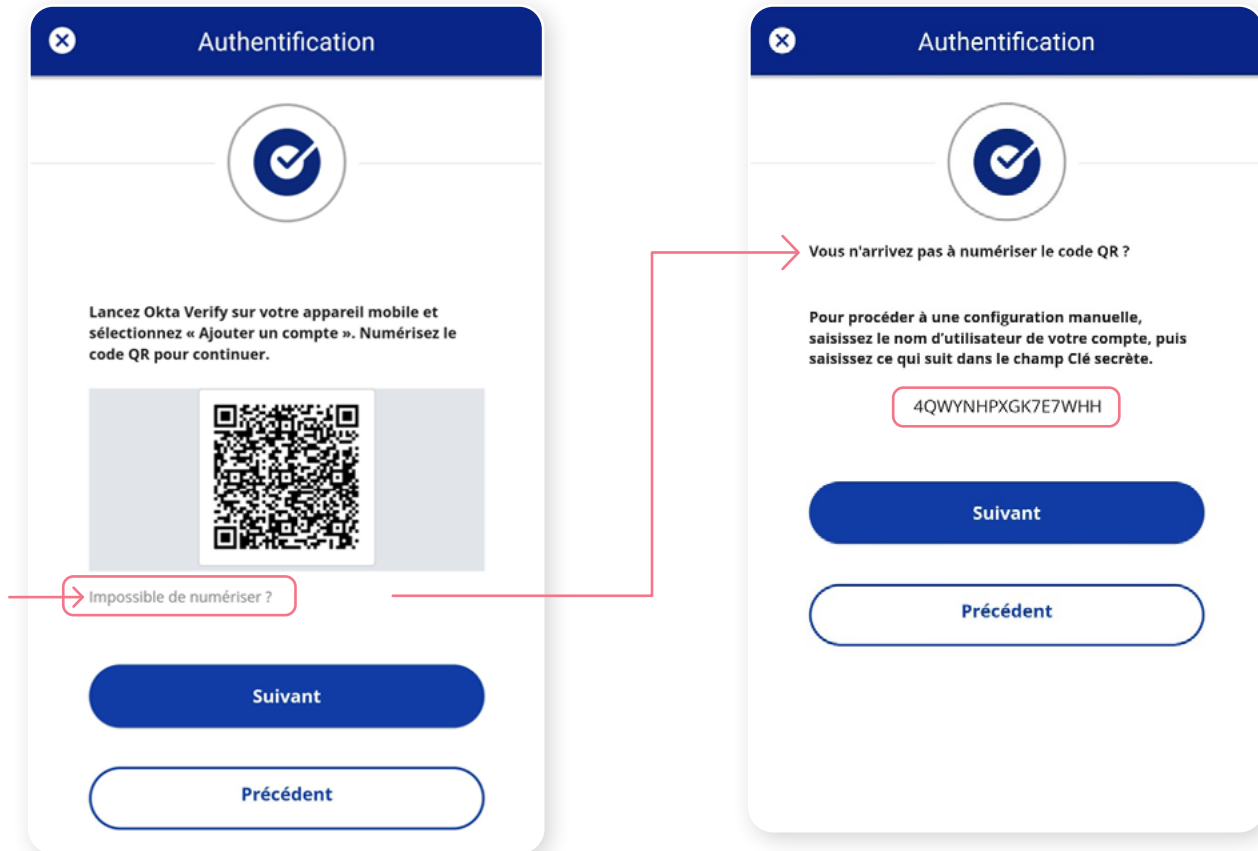 Authentification
Lancez Okta Verify sur votre appareil mobile et
sélectionnez « Ajouter un compte ». Numérisez le
code QR pour continuer.
Impossible de numériser ?
Suivant
Précédent
Authentification
Vous n'arrivez pas à numériser le code QR ?
Pour procéder à une configuration manuelle,
saisissez le nom d'utilisateur de votre compte, puis
saisissez ce qui suit dans le champ Clé secrète.
4QWYNHPXGK7E7WHH
Suivant
Précédent